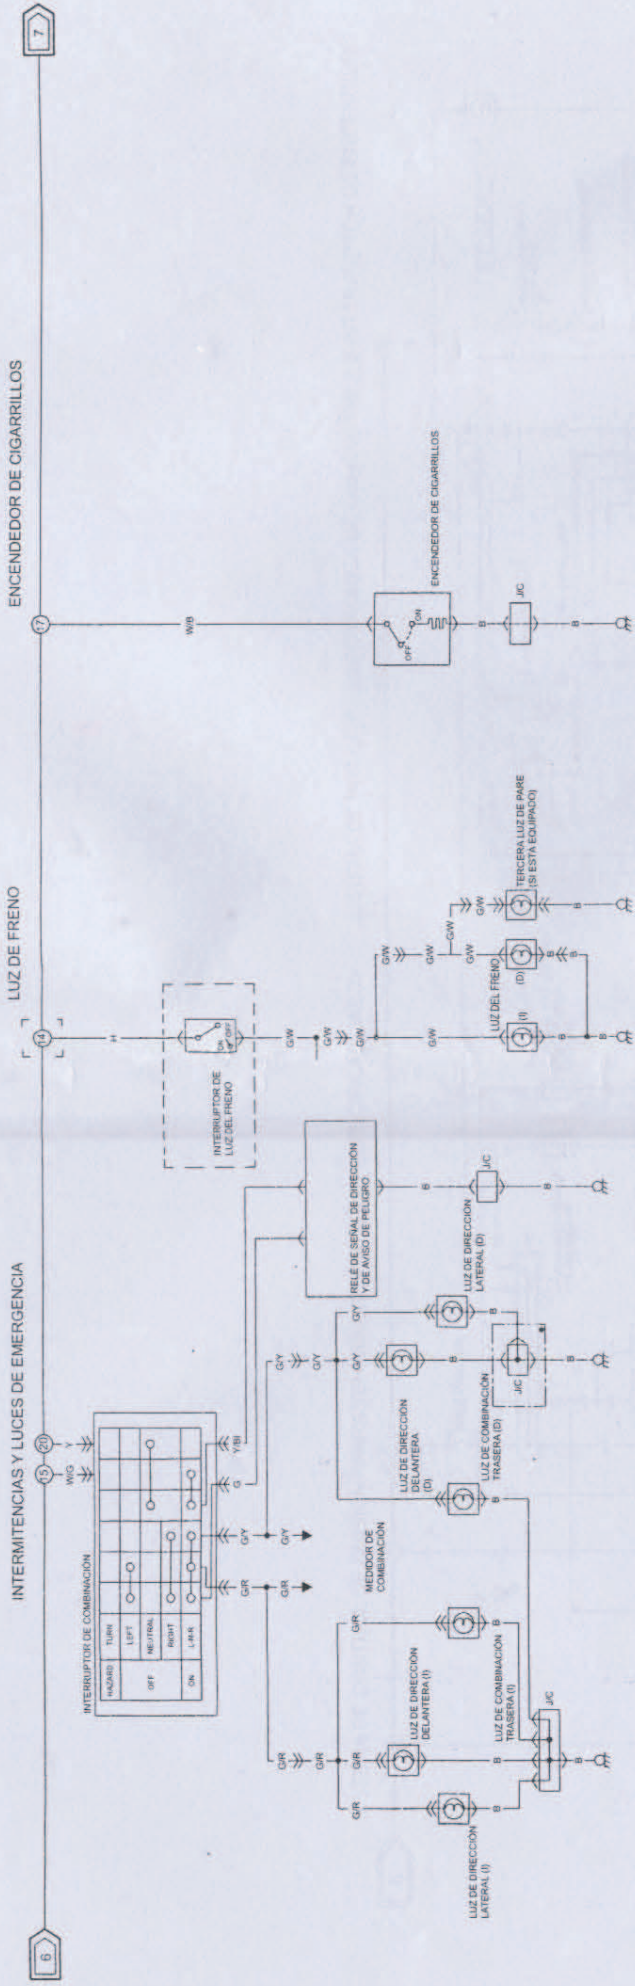 INTERMITENCIAS Y LUCES DE EMERGENCIA
LUZ DE FRENO
ENCENDEDOR DE CIGARRILLOS
6
7
15
20
14
17
W/G
Y
H
W/B
INTERRUPTOR DE COMBINACIÓN
HAZARD
TURN
OFF
LEFT
NEUTRAL
RIGHT
ON
L-N-R
G/R
G/R
G/Y
G/Y
G
Y/Bl
INTERRUPTOR DE
LUZ DEL FRENO
ON
OFF
G/W
G/W
G/W
G/W
G/W
G/W
G/W
G/W
RELÉ DE SEÑAL DE DIRECCIÓN
Y DE AVISO DE PELIGRO
B
J/C
B
MEDIDOR DE
COMBINACIÓN
G/R
G/R
G/R
G/R
G/R
LUZ DE DIRECCIÓN
LATERAL (I)
LUZ DE DIRECCIÓN
DELANTERA (I)
LUZ DE COMBINACIÓN
TRASERA (I)
B
B
B
J/C
B
G/Y
G/Y
G/Y
G/Y
LUZ DE DIRECCIÓN
DELANTERA
(D)
LUZ DE COMBINACIÓN
TRASERA (D)
LUZ DE DIRECCIÓN
LATERAL (D)
B
B
B
J/C
B
LUZ DEL FRENO
(I)
(D)
TERCERA LUZ DE PARE
(SI ESTA EQUIPADO)
B
B
B
B
ENCENDEDOR DE CIGARRILLOS
OFF
ON
B
J/C
B